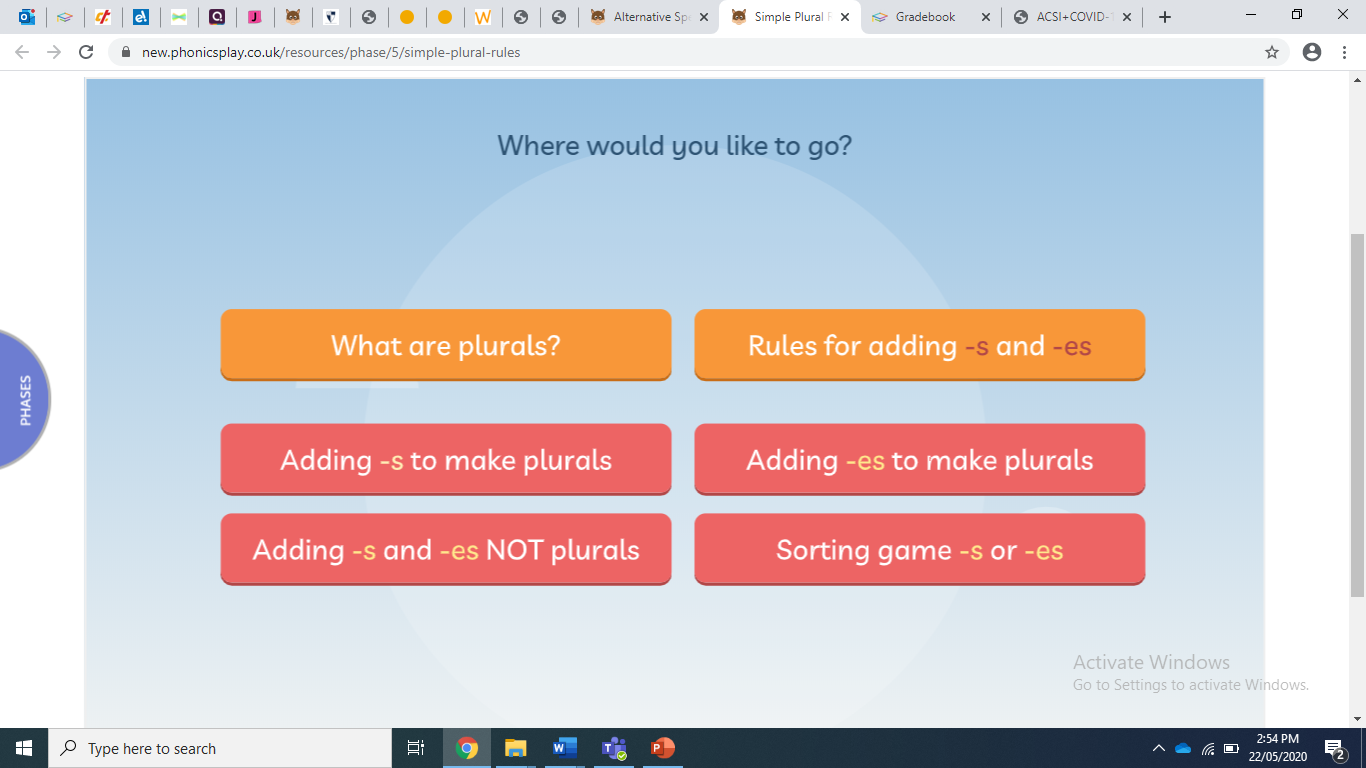 Alternative Sp
Simple Plural
Gradebook
ACSI+COVID-
new.phonicsplay.co.uk/resources/phase/5/simple-plural-rules
Where would you like to go?
What are plurals?
Rules for adding -s and -es
PHASES
Adding -s to make plurals
Adding -es to make plurals
Adding -s and -es NOT plurals
Sorting game -s or -es
Activate Windows
Go to Settings to activate Windows.
Type here to search
2:54 PM
22/05/2020
2